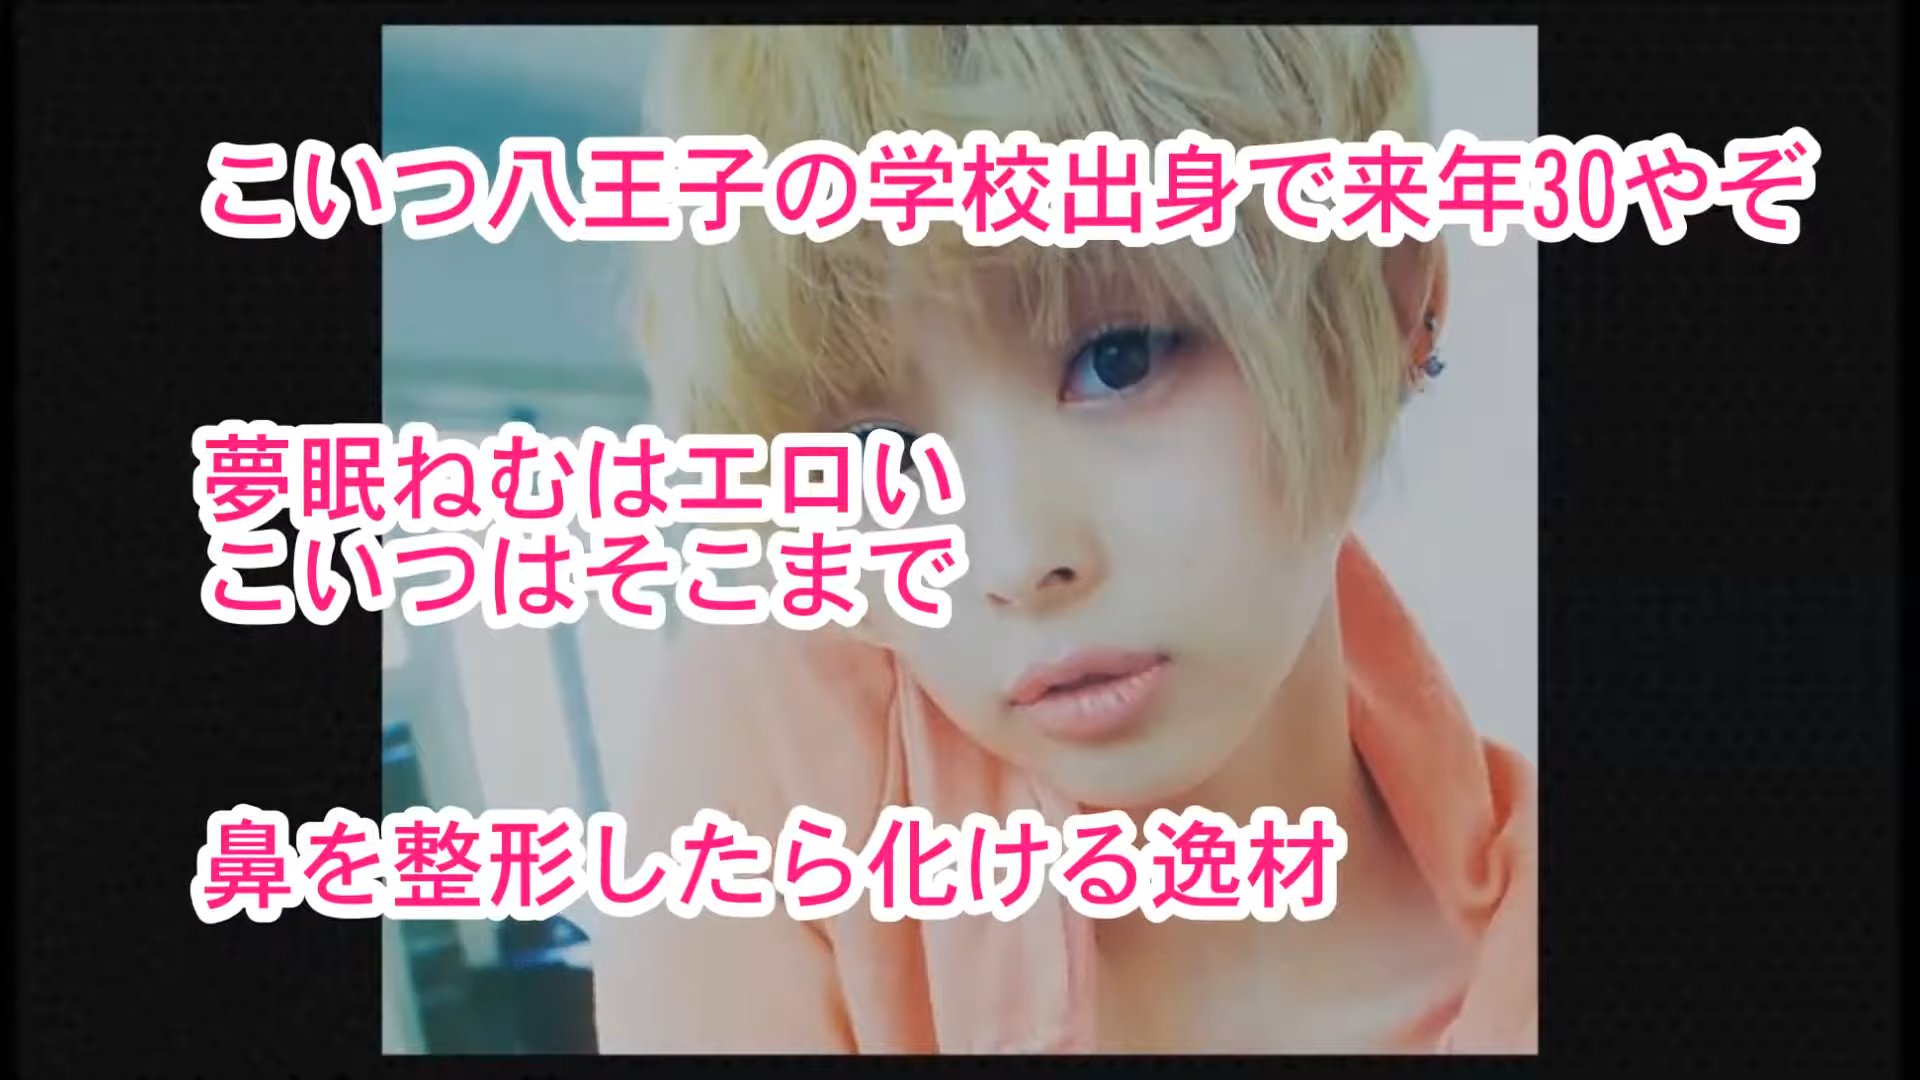 こいつ八王子の学校出身で来年30やぞ
夢眠ねむはエロい
こいつはそこまで
鼻を整形したら化ける逸材